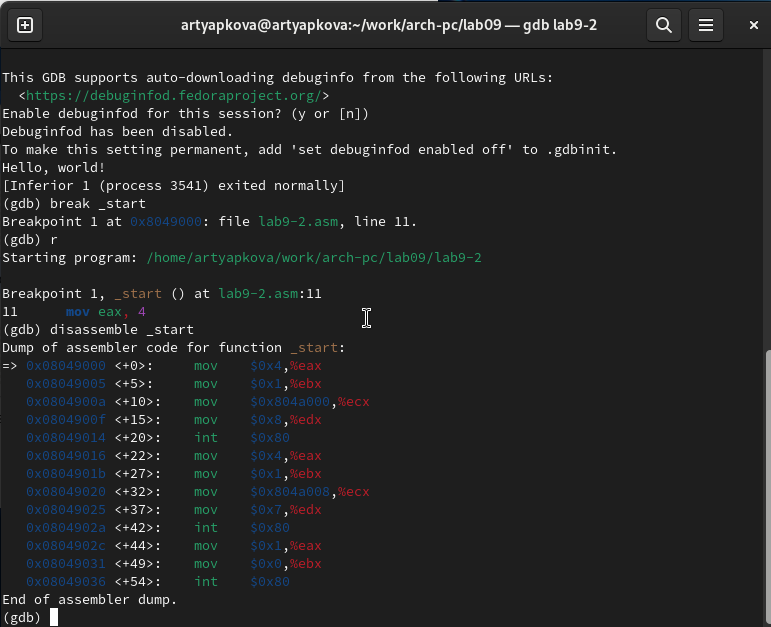 artyapkova@artyapkova:~/work/arch-pc/lab09 — gdb lab9-2
This GDB supports auto-downloading debuginfo from the following URLs:
  <https://debuginfod.fedoraproject.org/>
Enable debuginfod for this session? (y or [n])
Debuginfod has been disabled.
To make this setting permanent, add 'set debuginfod enabled off' to .gdbinit.
Hello, world!
[Inferior 1 (process 3541) exited normally]
(gdb) break _start
Breakpoint 1 at 0x8049000: file lab9-2.asm, line 11.
(gdb) r
Starting program: /home/artyapkova/work/arch-pc/lab09/lab9-2

Breakpoint 1, _start () at lab9-2.asm:11
11      mov eax, 4
(gdb) disassemble _start
Dump of assembler code for function _start:
=> 0x08049000 <+0>:     mov    $0x4,%eax
   0x08049005 <+5>:     mov    $0x1,%ebx
   0x0804900a <+10>:    mov    $0x804a000,%ecx
   0x0804900f <+15>:    mov    $0x8,%edx
   0x08049014 <+20>:    int    $0x80
   0x08049016 <+22>:    mov    $0x4,%eax
   0x0804901b <+27>:    mov    $0x1,%ebx
   0x08049020 <+32>:    mov    $0x804a008,%ecx
   0x08049025 <+37>:    mov    $0x7,%edx
   0x0804902a <+42>:    int    $0x80
   0x0804902c <+44>:    mov    $0x1,%eax
   0x08049031 <+49>:    mov    $0x0,%ebx
   0x08049036 <+54>:    int    $0x80
End of assembler dump.
(gdb)